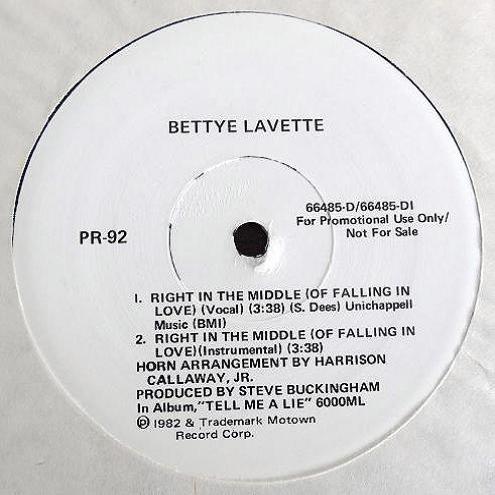 BETTYE LAVETTE
66485-D/66485-DI
For Promotional Use Only/
Not For Sale
PR-92
1. RIGHT IN THE MIDDLE (OF FALLING IN
LOVE) (Vocal) (3:38) (S. Dees) Unichappell
Music (BMI)
2. RIGHT IN THE MIDDLE (OF FALLING IN
LOVE)(Instrumental) (3:38)
HORN ARRANGEMENT BY HARRISON
CALLAWAY, JR.
PRODUCED BY STEVE BUCKINGHAM
In Album,"TELL ME A LIE" 6000ML
℗ 1982 & Trademark Motown
Record Corp.